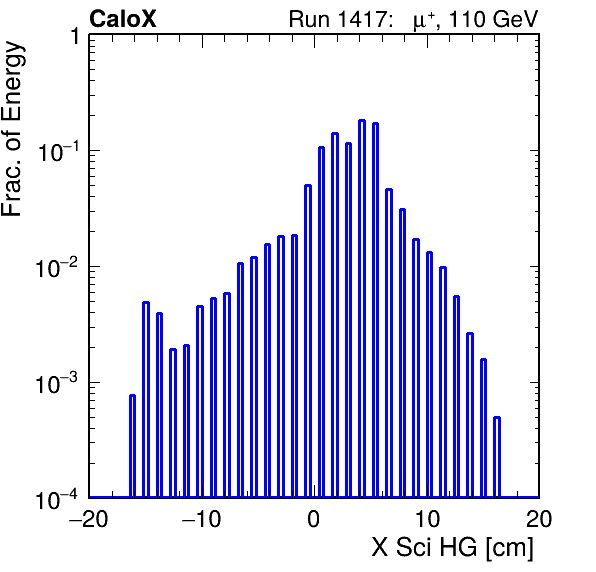 CaloX Run 1417: μ⁺, 110 GeV
Frac. of Energy
1
10⁻¹
10⁻²
10⁻³
10⁻⁴
−20 −10 0 10 20
X Sci HG [cm]